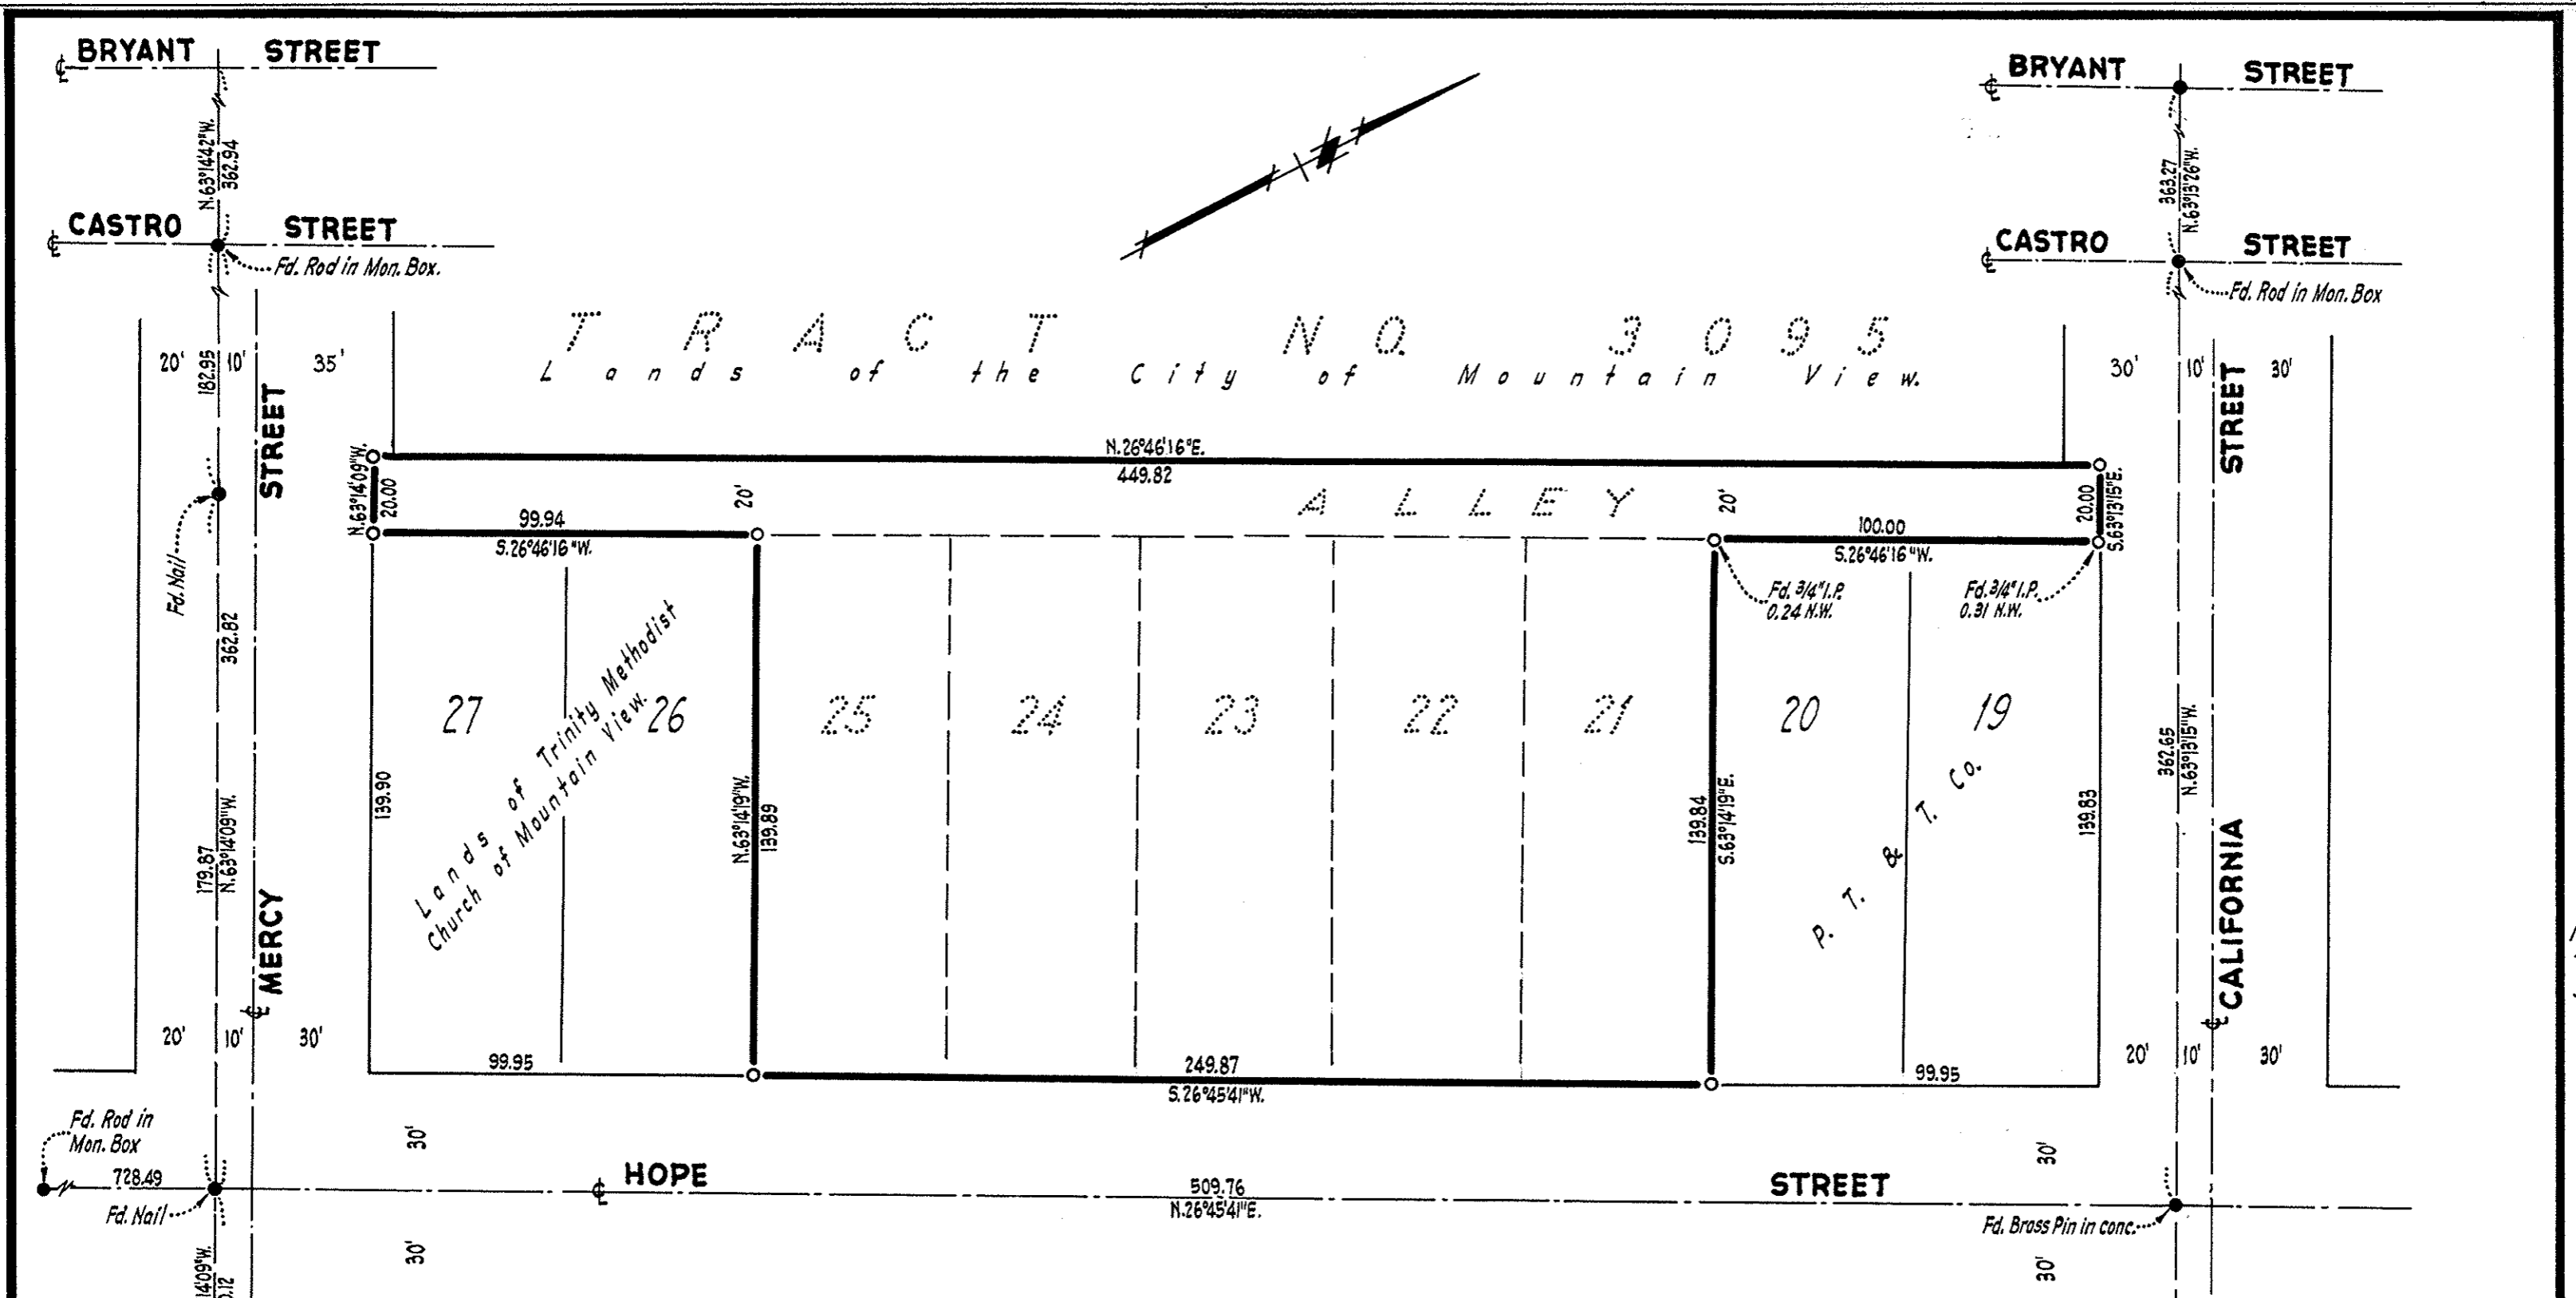 BRYANT STREET
BRYANT STREET
N.63°14'42"W.
362.94
363.27
N.63°13'26"W.
CASTRO STREET
CASTRO STREET
Fd. Rod in Mon. Box.
Fd. Rod in Mon. Box
TRACT NO. 3095
Lands of the City of Mountain View.
20' 10' 35'
30' 10' 30'
182.95
MERCY STREET
CALIFORNIA STREET
N.26°46'16"E.
449.82
N.63°14'09"W.
20.00
20'
ALLEY
20'
20.00
S.63°13'15"E.
99.94
S.26°46'16"W.
100.00
S.26°46'16"W.
Fd. Nail
Fd. 3/4" I.P.
0.24 N.W.
Fd. 3/4" I.P.
0.31 N.W.
362.82
27
26
25
24
23
22
21
20
19
Lands of Trinity Methodist
Church of Mountain View.
P. T. & T. Co.
139.90
N.63°14'19"W.
139.89
139.84
S.63°14'19"E.
139.83
362.65
N.63°13'15"W.
179.87
N.63°14'09"W.
20' 10' 30'
20' 10' 30'
99.95
249.87
S.26°45'41"W.
99.95
Fd. Rod in
Mon. Box
728.49
Fd. Nail
30'
HOPE STREET
509.76
N.26°45'41"E.
30'
Fd. Brass Pin in conc.
30'
30'
14'09"W.
.12